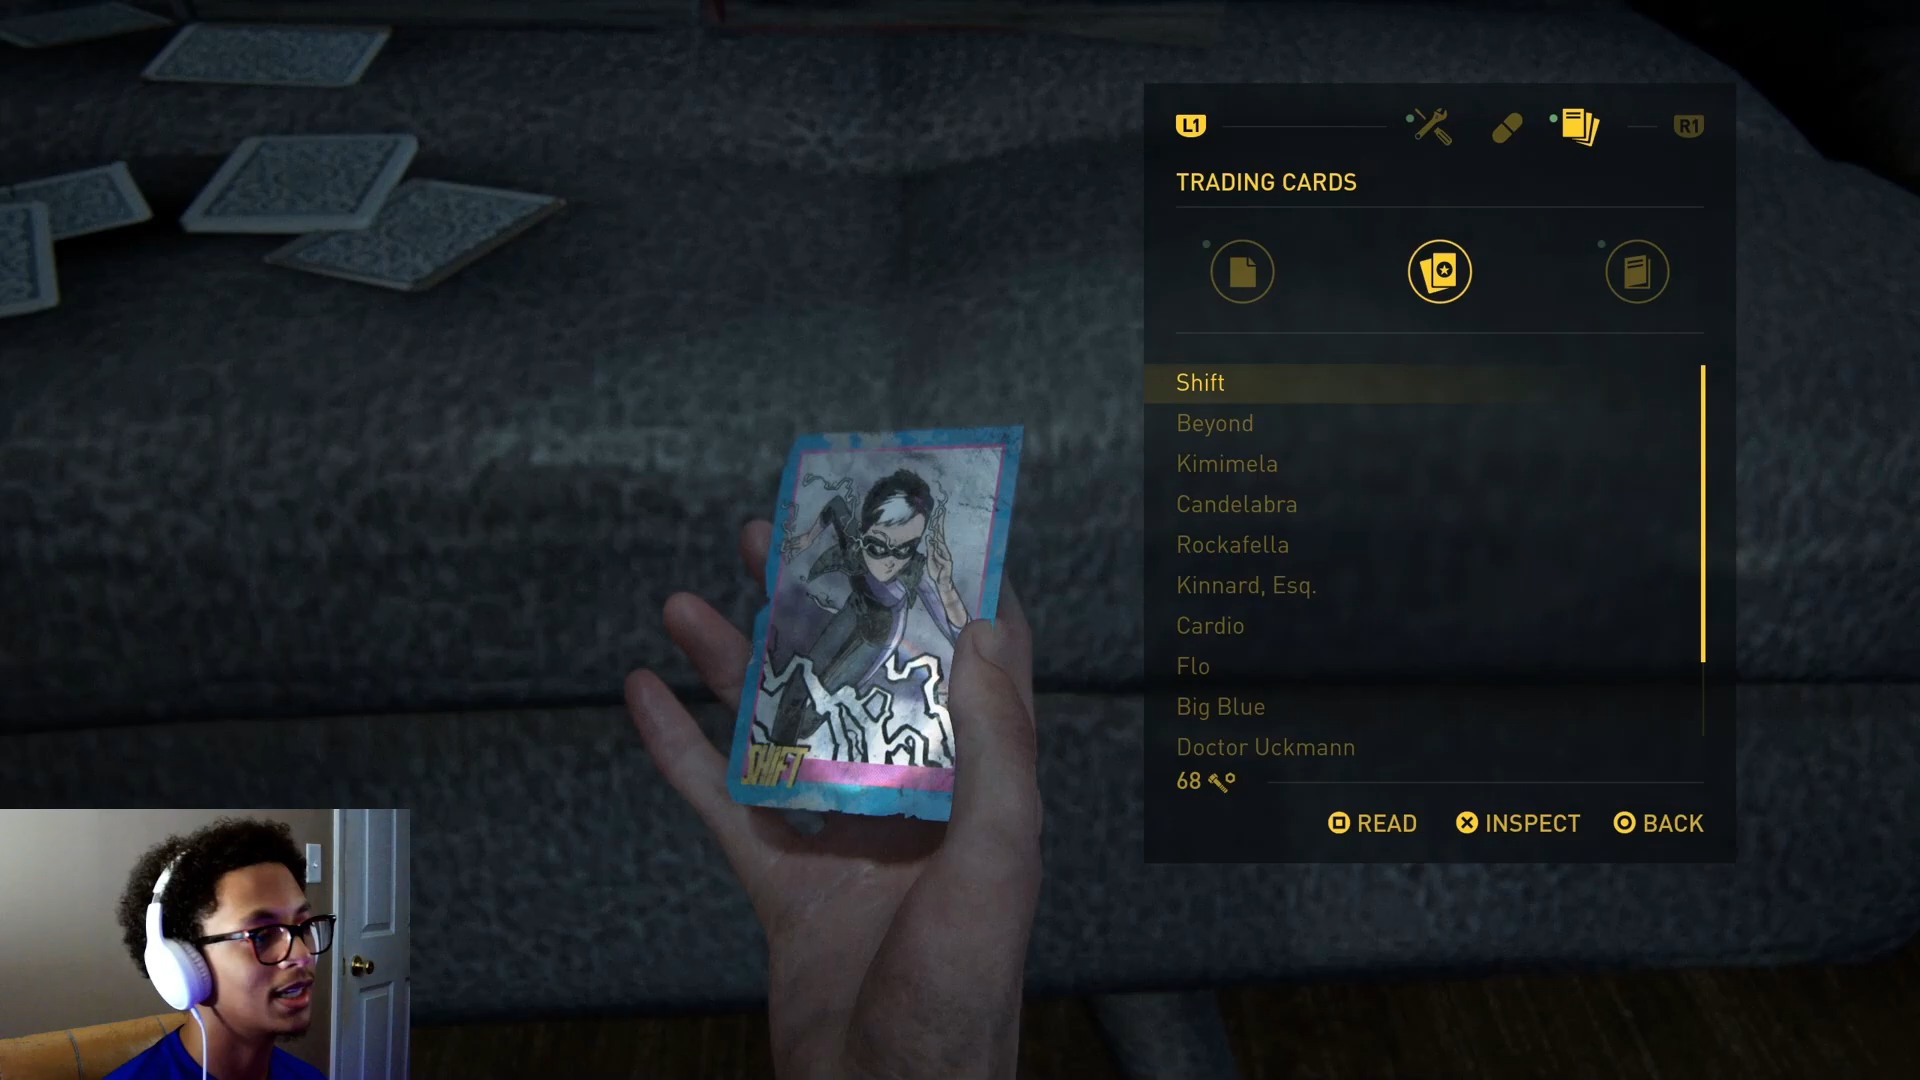 L1
R1
TRADING CARDS
Shift
Beyond
Kimimela
Candelabra
Rockafella
Kinnard, Esq.
Cardio
Flo
Big Blue
Doctor Uckmann
68
READ
INSPECT
BACK
SHIFT